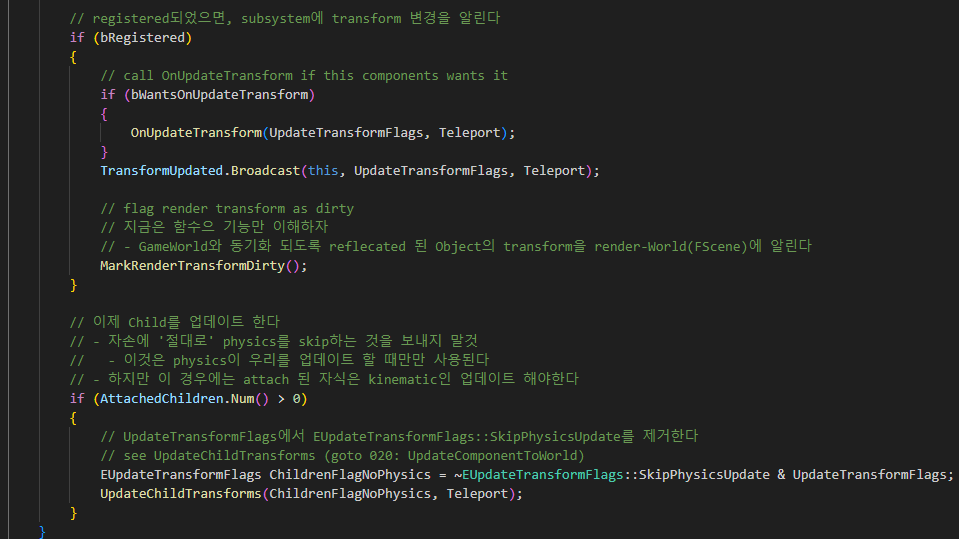 // registered되었으면, subsystem에 transform 변경을 알린다
if (bRegistered)
{
// call OnUpdateTransform if this components wants it
if (bWantsOnUpdateTransform)
{
OnUpdateTransform(UpdateTransformFlags, Teleport);
}
TransformUpdated.Broadcast(this, UpdateTransformFlags, Teleport);
// flag render transform as dirty
// 지금은 함수으 기능만 이해하자
// - GameWorld와 동기화 되도록 reflecated 된 Object의 transform을 render-World(FScene)에 알린다
MarkRenderTransformDirty();
}
// 이제 Child를 업데이트 한다
// - 자손에 '절대로' physics를 skip하는 것을 보내지 말것
//   - 이것은 physics이 우리를 업데이트 할 때만만 사용된다
// - 하지만 이 경우에는 attach 된 자식은 kinematic인 업데이트 해야한다
if (AttachedChildren.Num() > 0)
{
// UpdateTransformFlags에서 EUpdateTransformFlags::SkipPhysicsUpdate를 제거한다
// see UpdateChildTransforms (goto 020: UpdateComponentToWorld)
EUpdateTransformFlags ChildrenFlagNoPhysics = ~EUpdateTransformFlags::SkipPhysicsUpdate & UpdateTransformFlags;
UpdateChildTransforms(ChildrenFlagNoPhysics, Teleport);
}
}